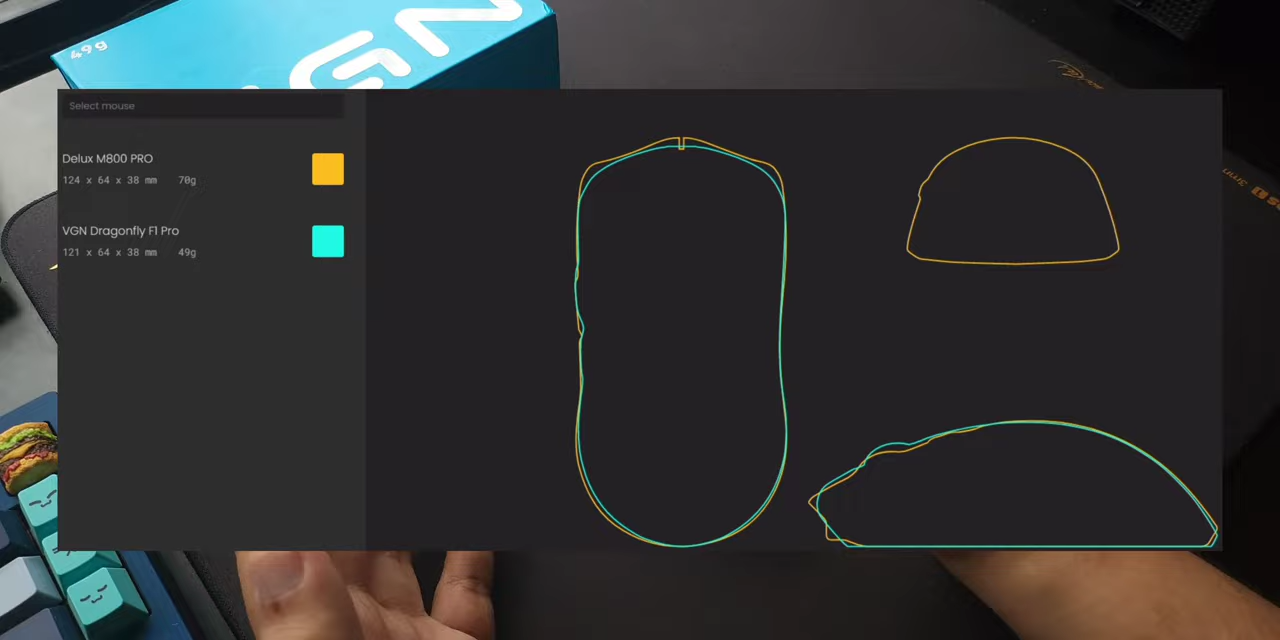 49g
VGN
Select mouse
Delux M800 PRO
124 x 64 x 38 mm 70g
VGN Dragonfly F1 Pro
121 x 64 x 38 mm 49g